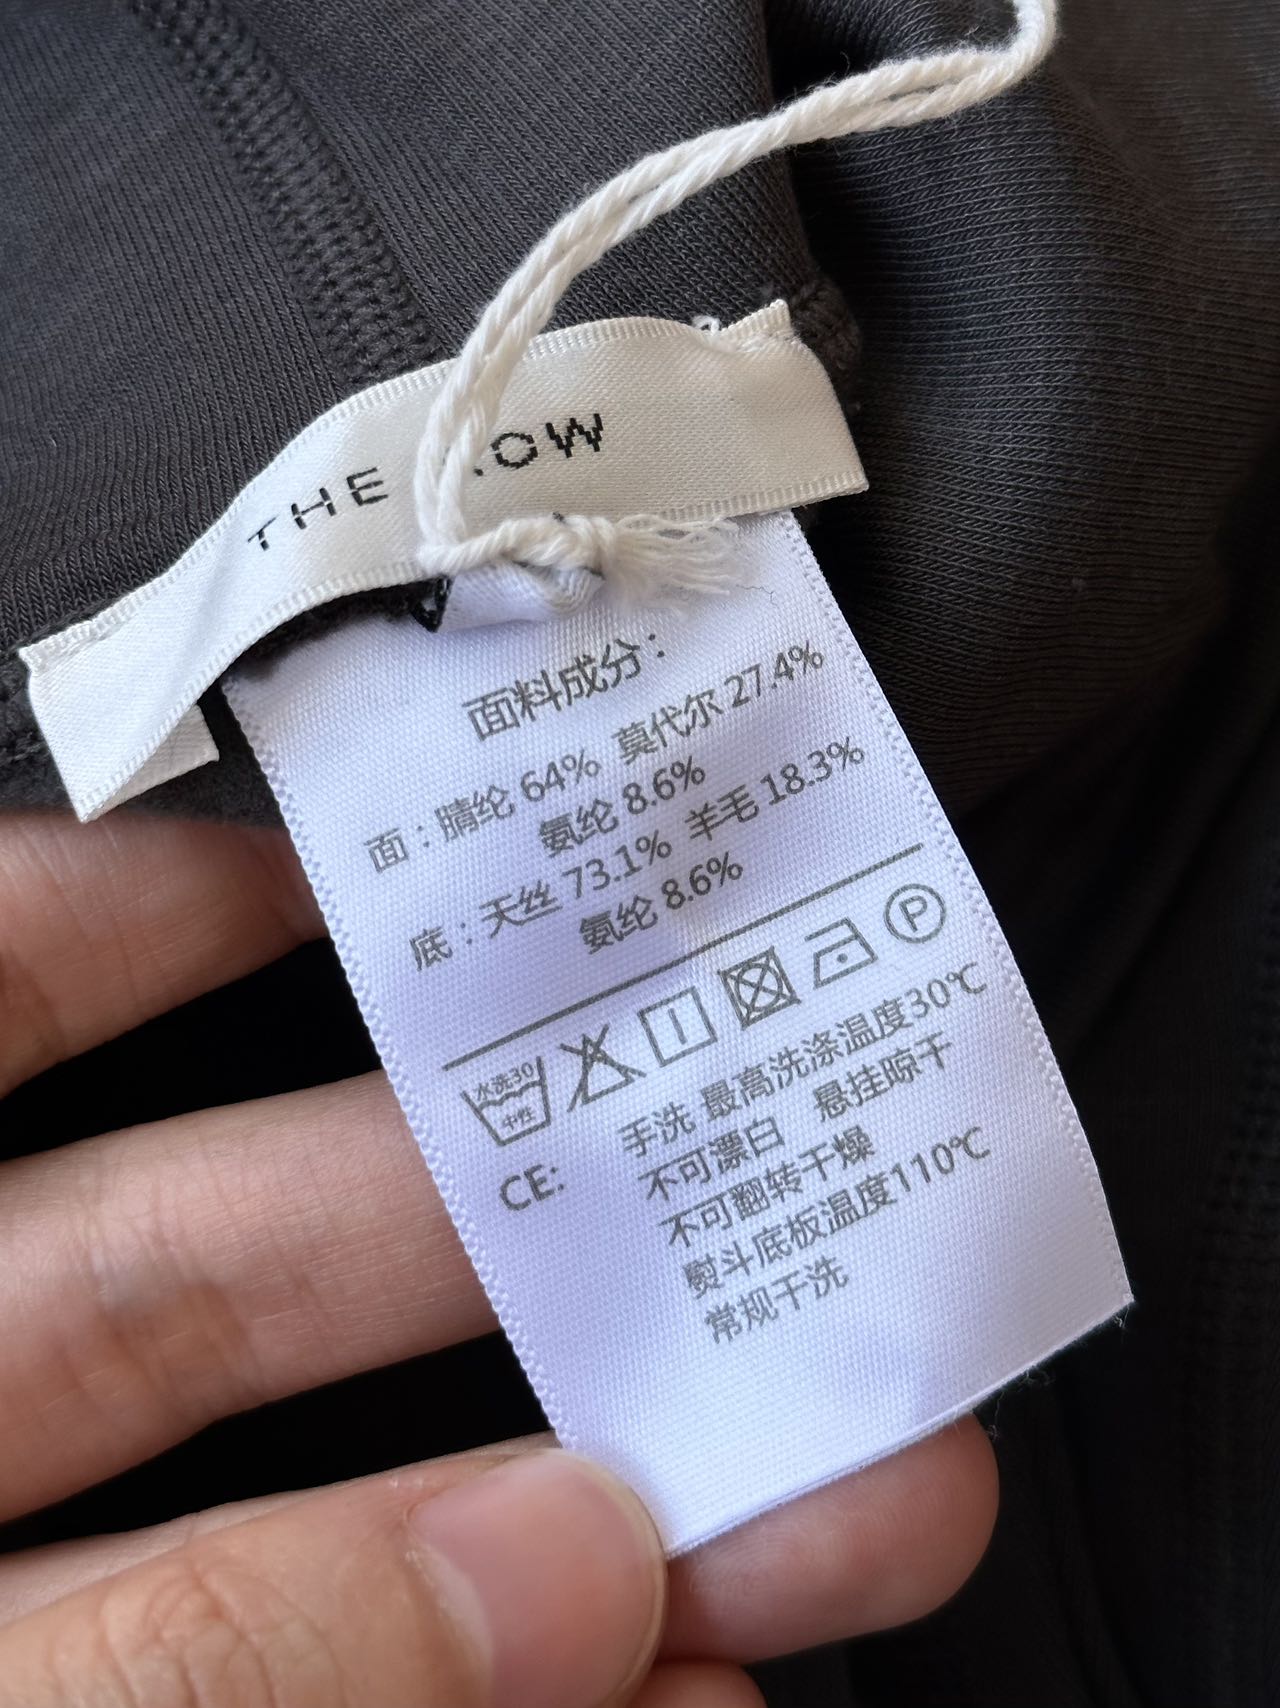 THE ROW
面料成分：
面：腈纶 64% 莫代尔 27.4%
氨纶 8.6%
底：天丝 73.1% 羊毛 18.3%
氨纶 8.6%
水洗30
中性
P
CE:
手洗 最高洗涤温度30℃
不可漂白 悬挂晾干
不可翻转干燥
熨斗底板温度110℃
常规干洗